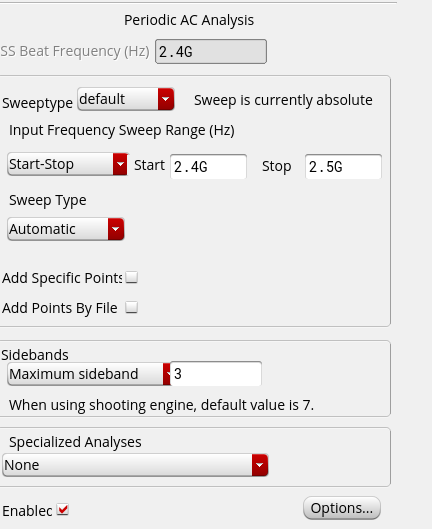 Periodic AC Analysis
SS Beat Frequency (Hz) 2.4G
Sweeptype default Sweep is currently absolute
Input Frequency Sweep Range (Hz)
Start-Stop Start 2.4G Stop 2.5G
Sweep Type
Automatic
Add Specific Points
Add Points By File
Sidebands
Maximum sideband 3
When using shooting engine, default value is 7.
Specialized Analyses
None
Enabled Options...